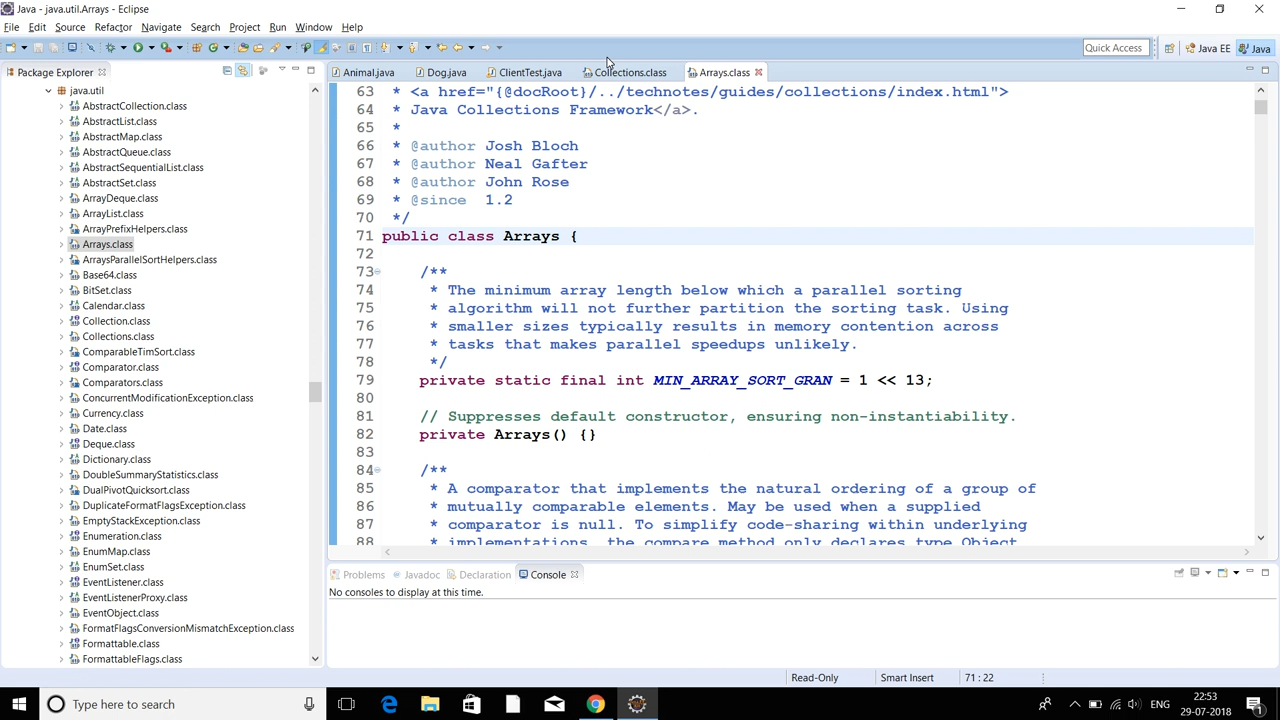 Java - java.util.Arrays - Eclipse
File Edit Source Refactor Navigate Search Project Run Window Help
Quick Access
Java EE
Java
Package Explorer
Animal.java
Dog.java
ClientTest.java
Collections.class
Arrays.class
java.util
AbstractCollection.class
AbstractList.class
AbstractMap.class
AbstractQueue.class
AbstractSequentialList.class
AbstractSet.class
ArrayDeque.class
ArrayList.class
ArrayPrefixHelpers.class
Arrays.class
ArraysParallelSortHelpers.class
Base64.class
BitSet.class
Calendar.class
Collection.class
Collections.class
ComparableTimSort.class
Comparator.class
Comparators.class
ConcurrentModificationException.class
Currency.class
Date.class
Deque.class
Dictionary.class
DoubleSummaryStatistics.class
DualPivotQuicksort.class
DuplicateFormatFlagsException.class
EmptyStackException.class
Enumeration.class
EnumMap.class
EnumSet.class
EventListener.class
EventListenerProxy.class
EventObject.class
FormatFlagsConversionMismatchException.class
Formattable.class
FormattableFlags.class
63 * <a href="{@docRoot}/../technotes/guides/collections/index.html">
64 * Java Collections Framework</a>.
65 *
66 * @author Josh Bloch
67 * @author Neal Gafter
68 * @author John Rose
69 * @since 1.2
70 */
71 public class Arrays {
72
73 /**
74 * The minimum array length below which a parallel sorting
75 * algorithm will not further partition the sorting task. Using
76 * smaller sizes typically results in memory contention across
77 * tasks that makes parallel speedups unlikely.
78 */
79 private static final int MIN_ARRAY_SORT_GRAN = 1 << 13;
80
81 // Suppresses default constructor, ensuring non-instantiability.
82 private Arrays() {}
83
84 /**
85 * A comparator that implements the natural ordering of a group of
86 * mutually comparable elements. May be used when a supplied
87 * comparator is null. To simplify code-sharing within underlying
88 * implementations, the compare method only declares type Object
Problems Javadoc Declaration Console
No consoles to display at this time.
Read-Only Smart Insert 71 : 22
Type here to search
ENG
22:53
29-07-2018
1